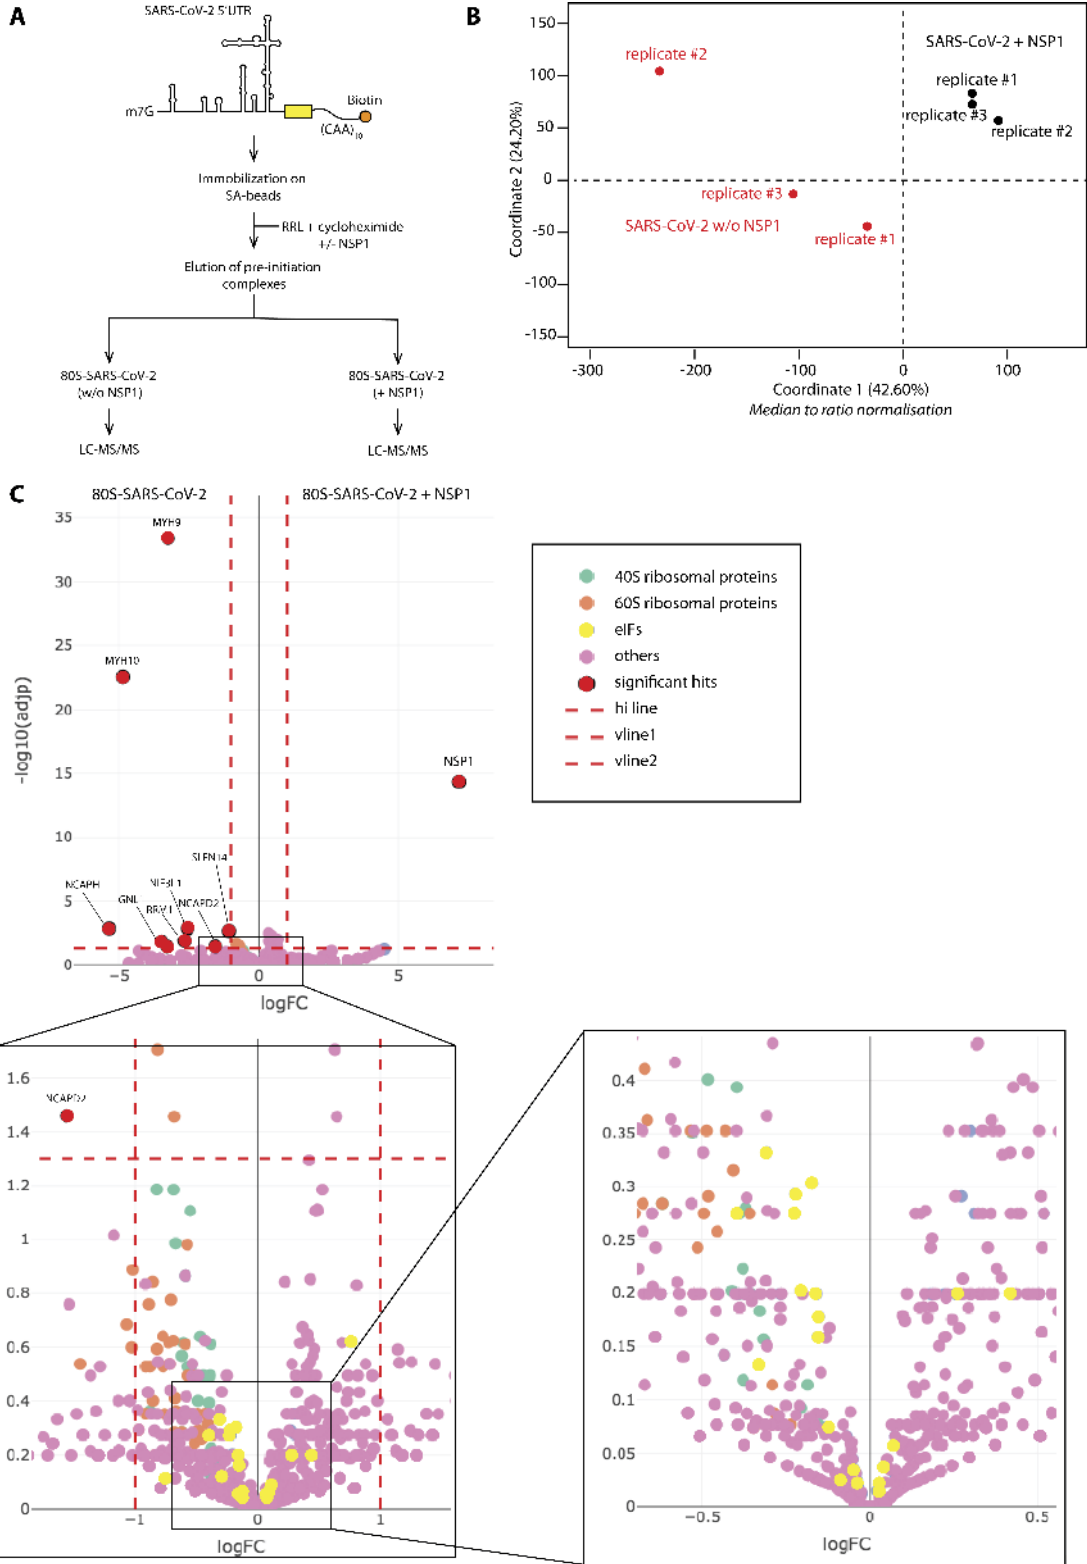 A
SARS-CoV-2 5'UTR
m7G
Biotin
(CAA)10
Immobilization on
SA-beads
RRL + cycloheximide
+/- NSP1
Elution of pre-initiation
complexes
80S-SARS-CoV-2
(w/o NSP1)
80S-SARS-CoV-2
(+ NSP1)
LC-MS/MS
LC-MS/MS
B
150
100
50
0
-50
-100
-150
Coordinate 2 (24.20%)
replicate #2
SARS-CoV-2 + NSP1
replicate #1
replicate #3
replicate #2
replicate #3
SARS-CoV-2 w/o NSP1
replicate #1
-300
-200
-100
0
100
Coordinate 1 (42.60%)
Median to ratio normalisation
C
80S-SARS-CoV-2
80S-SARS-CoV-2 + NSP1
35
30
25
20
15
10
5
0
-log10(adjp)
MYH9
MYH10
NSP1
SLFN14
NCAPH
GNL
NCAPD2
−5
0
5
logFC
40S ribosomal proteins
60S ribosomal proteins
eIFs
others
significant hits
hi line
vline1
vline2
1.6
1.4
1.2
1
0.8
0.6
0.4
0.2
0
NCAPD2
−1
0
1
logFC
0.4
0.35
0.3
0.25
0.2
0.15
0.1
0.05
0
−0.5
0
0.5
logFC